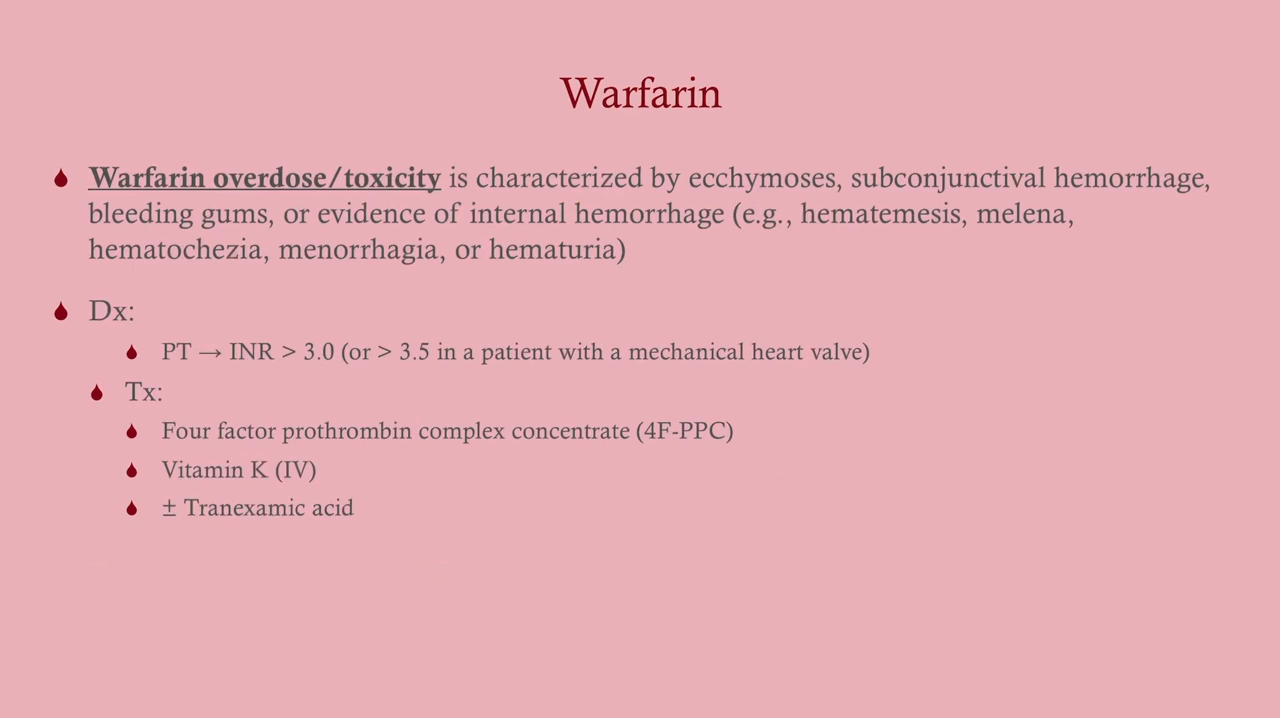 Warfarin
Warfarin overdose/toxicity is characterized by ecchymoses, subconjunctival hemorrhage,
bleeding gums, or evidence of internal hemorrhage (e.g., hematemesis, melena,
hematochezia, menorrhagia, or hematuria)
Dx:
PT → INR > 3.0 (or > 3.5 in a patient with a mechanical heart valve)
Tx:
Four factor prothrombin complex concentrate (4F-PPC)
Vitamin K (IV)
± Tranexamic acid